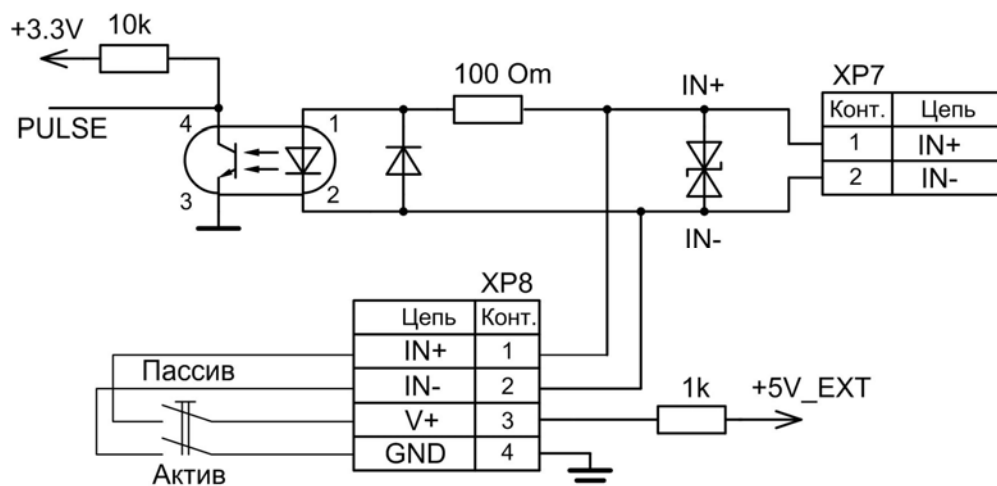 +3.3V
10k
PULSE
4
1
3
2
100 Om
IN+
IN-
XP7
Конт. Цепь
1 IN+
2 IN-
XP8
Цепь Конт.
IN+ 1
IN- 2
V+ 3
GND 4
Пассив
Актив
1k
+5V_EXT